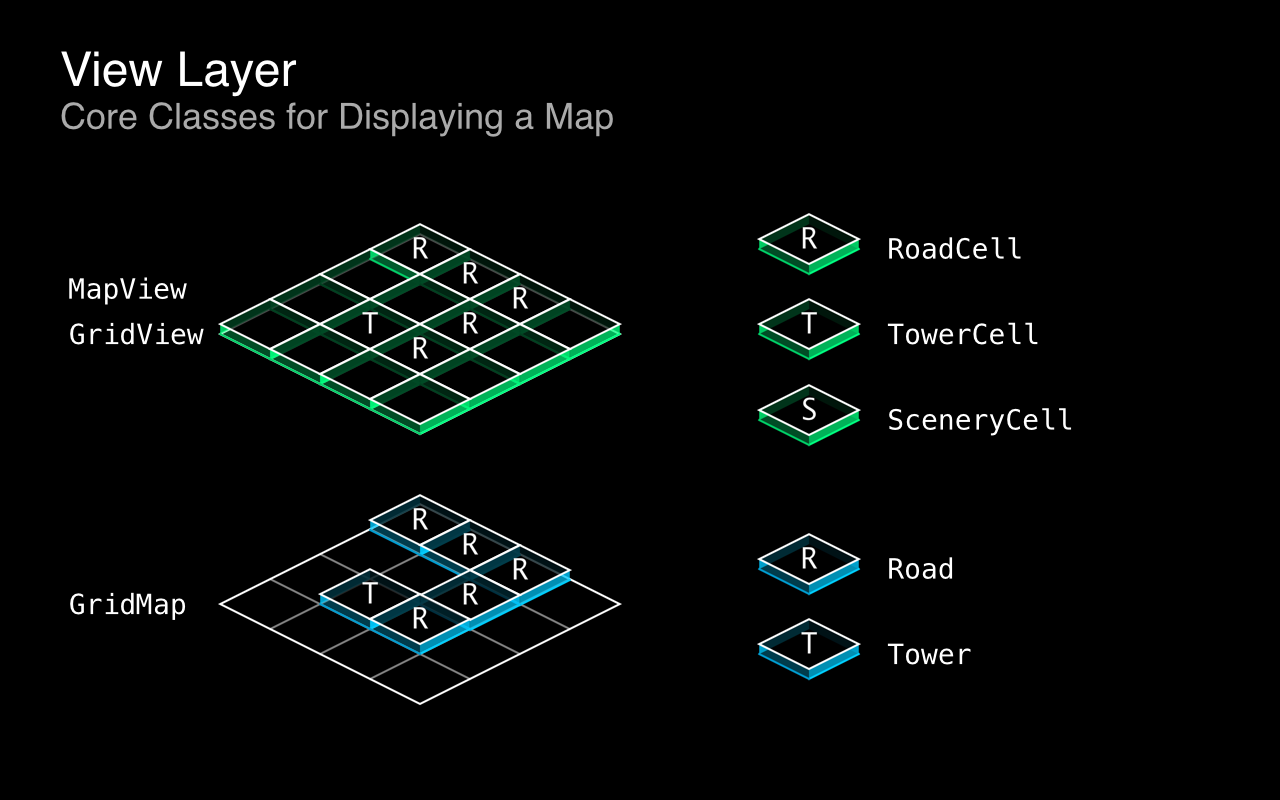 View Layer
Core Classes for Displaying a Map
MapView
GridView
R
R
R
T R
R
R RoadCell
T TowerCell
S SceneryCell
GridMap
R
R
R
T R
R
R Road
T Tower